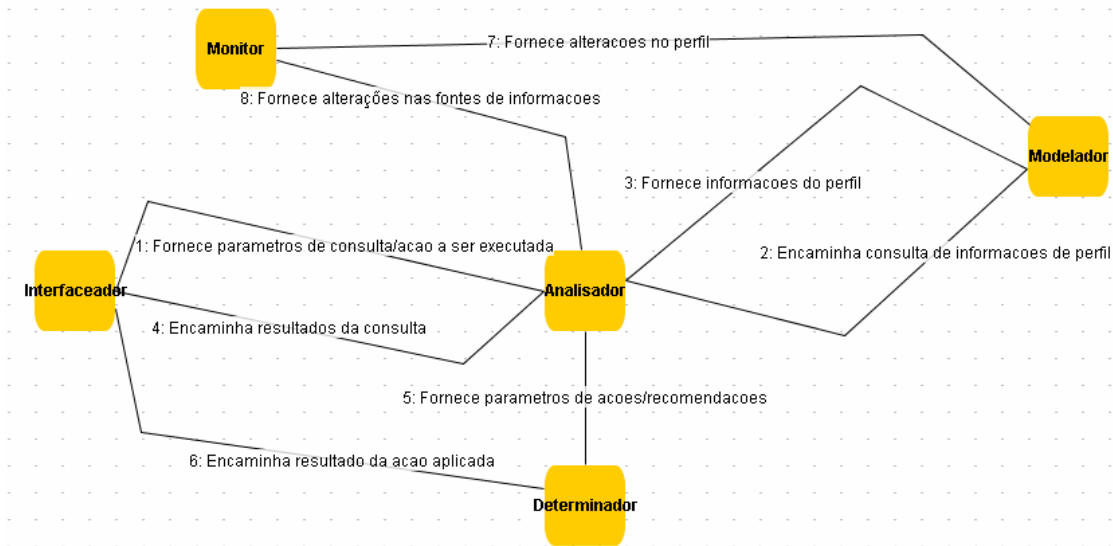 Monitor
7: Fornece alteracoes no perfil
8: Fornece alterações nas fontes de informacoes
Modelador
3: Fornece informacoes do perfil
1: Fornece parametros de consulta/acao a ser executada
2: Encaminha consulta de informacoes de perfil
Interfaceador
Analisador
4: Encaminha resultados da consulta
5: Fornece parametros de acoes/recomendacoes
6: Encaminha resultado da acao aplicada
Determinador